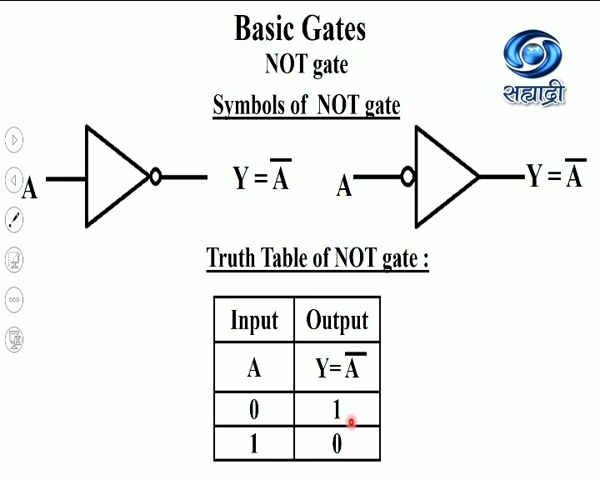 Basic Gates
NOT gate
सह्याद्री
Symbols of NOT gate
A
Y = A̅
A
Y = A̅
Truth Table of NOT gate :
Input Output
A Y= A̅
0 1
1 0